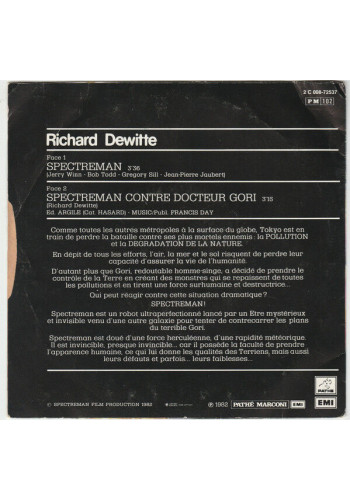 2 C 008-72537
PM 102
Richard Dewitte
Face 1
SPECTREMAN 3'36
(Jerry Winn - Bob Todd - Gregory Sill - Jean-Pierre Jaubert)
Face 2
SPECTREMAN CONTRE DOCTEUR GORI 3'15
(Richard Dewitte)
Ed. ARGILE (Cat. HASARD) - MUSIC/Publ. FRANCIS DAY
Comme toutes les autres métropoles à la surface du globe, Tokyo est en
train de perdre la bataille contre ses plus mortels ennemis : la POLLUTION
et la DEGRADATION DE LA NATURE.
En dépit de tous les efforts, l'air, la mer et le sol risquent de perdre leur
capacité d'assurer la vie de l'humanité.
D'autant plus que Gori, redoutable homme-singe, a décidé de prendre le
contrôle de la Terre en créant des monstres qui se repaissent de toutes
les pollutions et en tirent une force surhumaine et destructrice...
Qui peut réagir contre cette situation dramatique ?
SPECTREMAN!
Spectreman est un robot ultraperfectionné lancé par un Etre mystérieux
et invisible venu d'une autre galaxie pour tenter de contrecarrer les plans
du terrible Gori.
Spectreman est doué d'une force herculéenne, d'une rapidité météorique
Il est invincible, presque invincible... car il possède la faculté de prendre
l'apparence humaine, ce qui lui donne les qualités des Terriens, mais aussi
leurs défauts et parfois... leurs faiblesses...
© SPECTREMAN FILM PRODUCTION 1982
℗ 1982 PATHÉ MARCONI EMI
PATHE
EMI